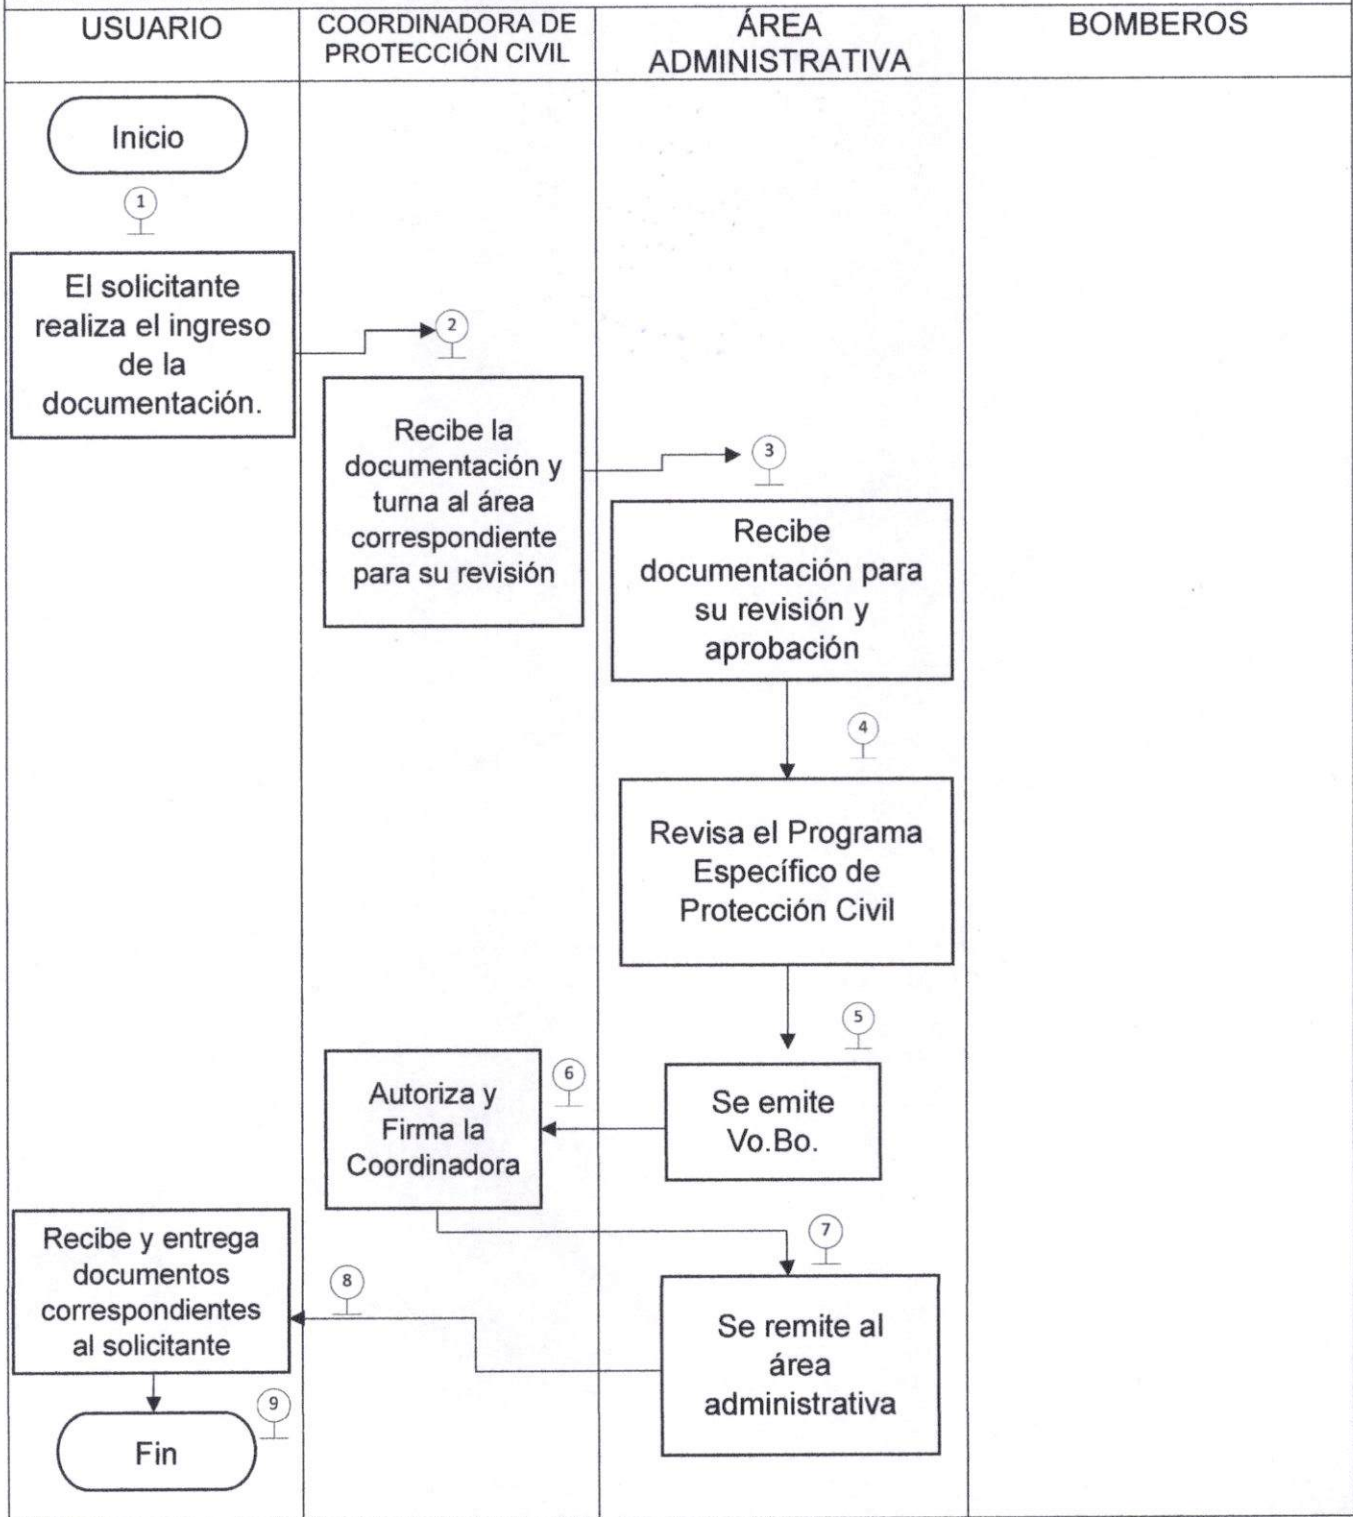 USUARIO
COORDINADORA DE
PROTECCIÓN CIVIL
ÁREA
ADMINISTRATIVA
BOMBEROS
Inicio
1
El solicitante
realiza el ingreso
de la
documentación.
2
Recibe la
documentación y
turna al área
correspondiente
para su revisión
3
Recibe
documentación para
su revisión y
aprobación
4
Revisa el Programa
Específico de
Protección Civil
5
Se emite
Vo.Bo.
6
Autoriza y
Firma la
Coordinadora
7
Se remite al
área
administrativa
8
Recibe y entrega
documentos
correspondientes
al solicitante
9
Fin